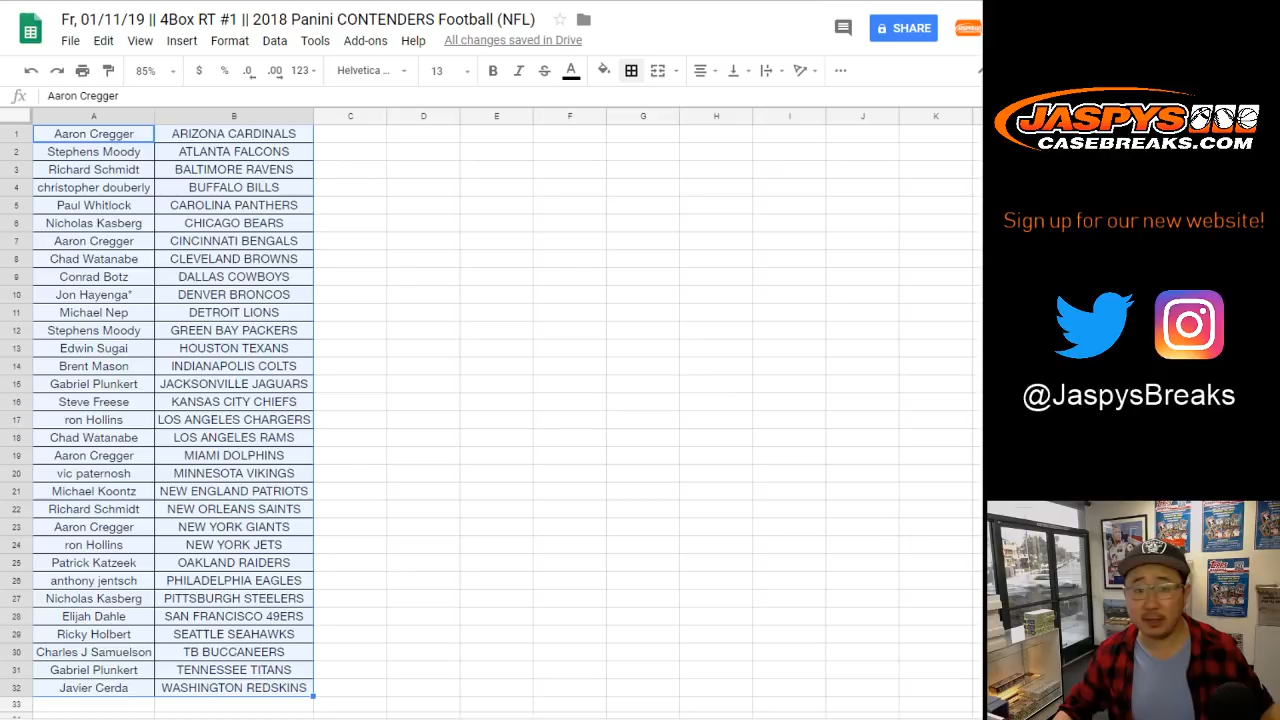 Fr, 01/11/19 || 4Box RT #1 || 2018 Panini CONTENDERS Football (NFL)
File Edit View Insert Format Data Tools Add-ons Help All changes saved in Drive
SHARE
85% $ % .0 .00 123 Helvetica ... 13 B I S A
fx Aaron Cregger
A B C D E F G H I J K
1 Aaron Cregger ARIZONA CARDINALS
2 Stephens Moody ATLANTA FALCONS
3 Richard Schmidt BALTIMORE RAVENS
4 christopher douberly BUFFALO BILLS
5 Paul Whitlock CAROLINA PANTHERS
6 Nicholas Kasberg CHICAGO BEARS
7 Aaron Cregger CINCINNATI BENGALS
8 Chad Watanabe CLEVELAND BROWNS
9 Conrad Botz DALLAS COWBOYS
10 Jon Hayenga* DENVER BRONCOS
11 Michael Nep DETROIT LIONS
12 Stephens Moody GREEN BAY PACKERS
13 Edwin Sugai HOUSTON TEXANS
14 Brent Mason INDIANAPOLIS COLTS
15 Gabriel Plunkert JACKSONVILLE JAGUARS
16 Steve Freese KANSAS CITY CHIEFS
17 ron Hollins LOS ANGELES CHARGERS
18 Chad Watanabe LOS ANGELES RAMS
19 Aaron Cregger MIAMI DOLPHINS
20 vic paternosh MINNESOTA VIKINGS
21 Michael Koontz NEW ENGLAND PATRIOTS
22 Richard Schmidt NEW ORLEANS SAINTS
23 Aaron Cregger NEW YORK GIANTS
24 ron Hollins NEW YORK JETS
25 Patrick Katzeek OAKLAND RAIDERS
26 anthony jentsch PHILADELPHIA EAGLES
27 Nicholas Kasberg PITTSBURGH STEELERS
28 Elijah Dahle SAN FRANCISCO 49ERS
29 Ricky Holbert SEATTLE SEAHAWKS
30 Charles J Samuelson TB BUCCANEERS
31 Gabriel Plunkert TENNESSEE TITANS
32 Javier Cerda WASHINGTON REDSKINS
33
JASPYS
CASEBREAKS.COM
Sign up for our new website!
@JaspysBreaks